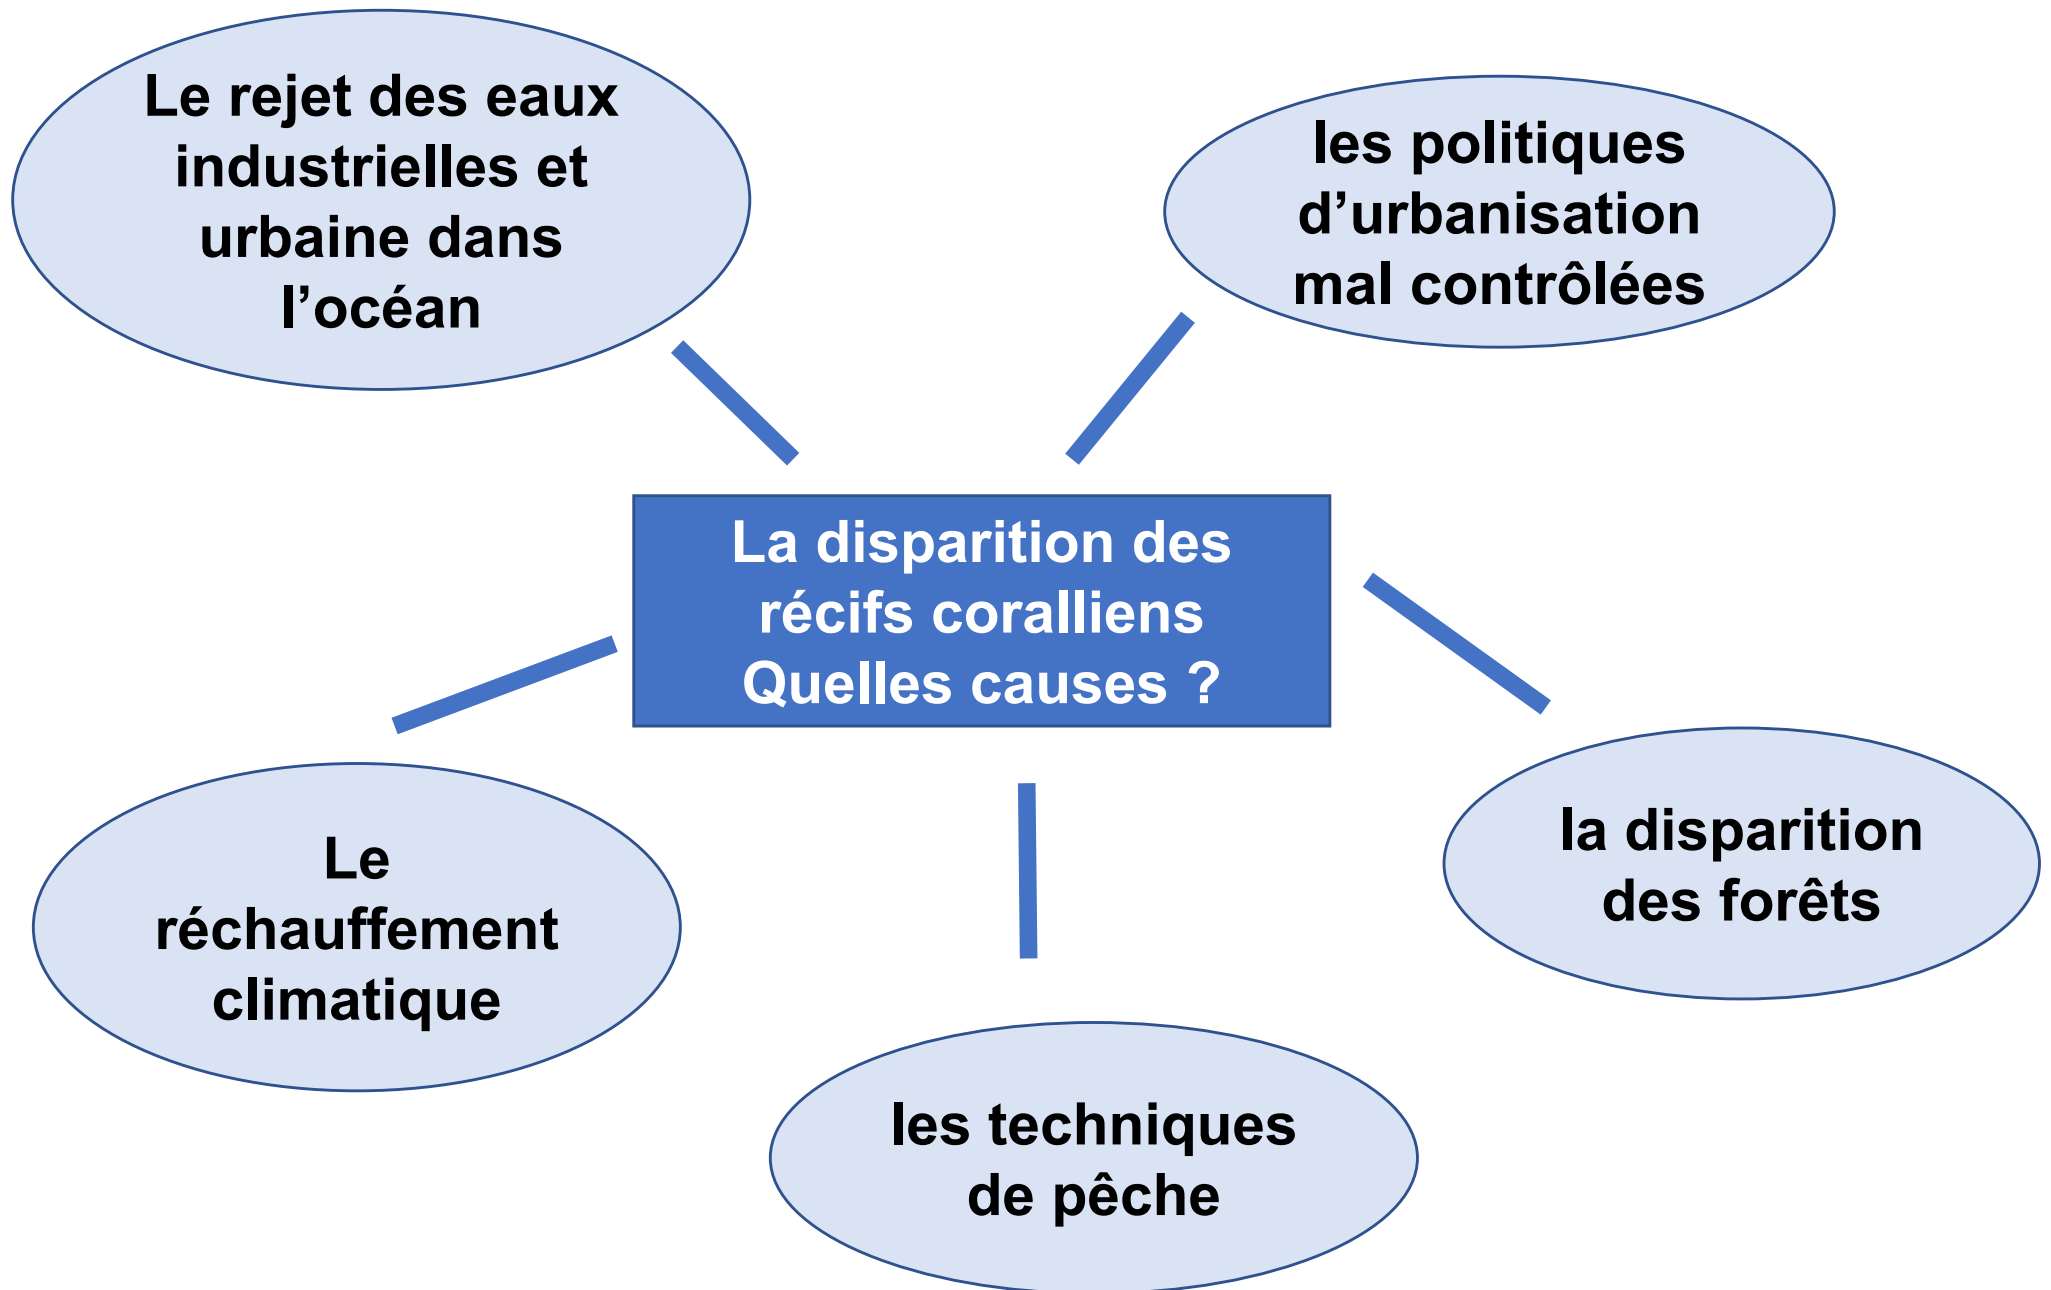 Le rejet des eaux
industrielles et
urbaine dans
l’océan
les politiques
d’urbanisation
mal contrôlées
La disparition des
récifs coralliens
Quelles causes ?
Le
réchauffement
climatique
la disparition
des forêts
les techniques
de pêche